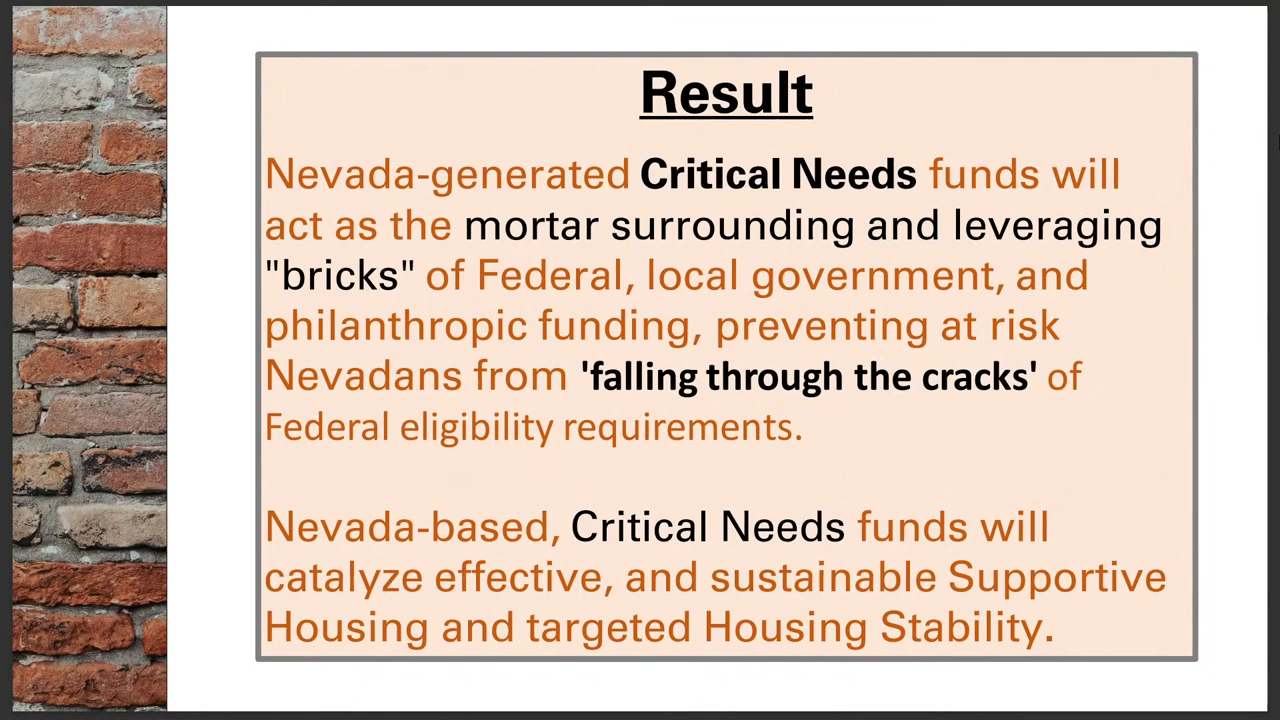 Result
Nevada-generated Critical Needs funds will
act as the mortar surrounding and leveraging
"bricks" of Federal, local government, and
philanthropic funding, preventing at risk
Nevadans from 'falling through the cracks' of
Federal eligibility requirements.
Nevada-based, Critical Needs funds will
catalyze effective, and sustainable Supportive
Housing and targeted Housing Stability.